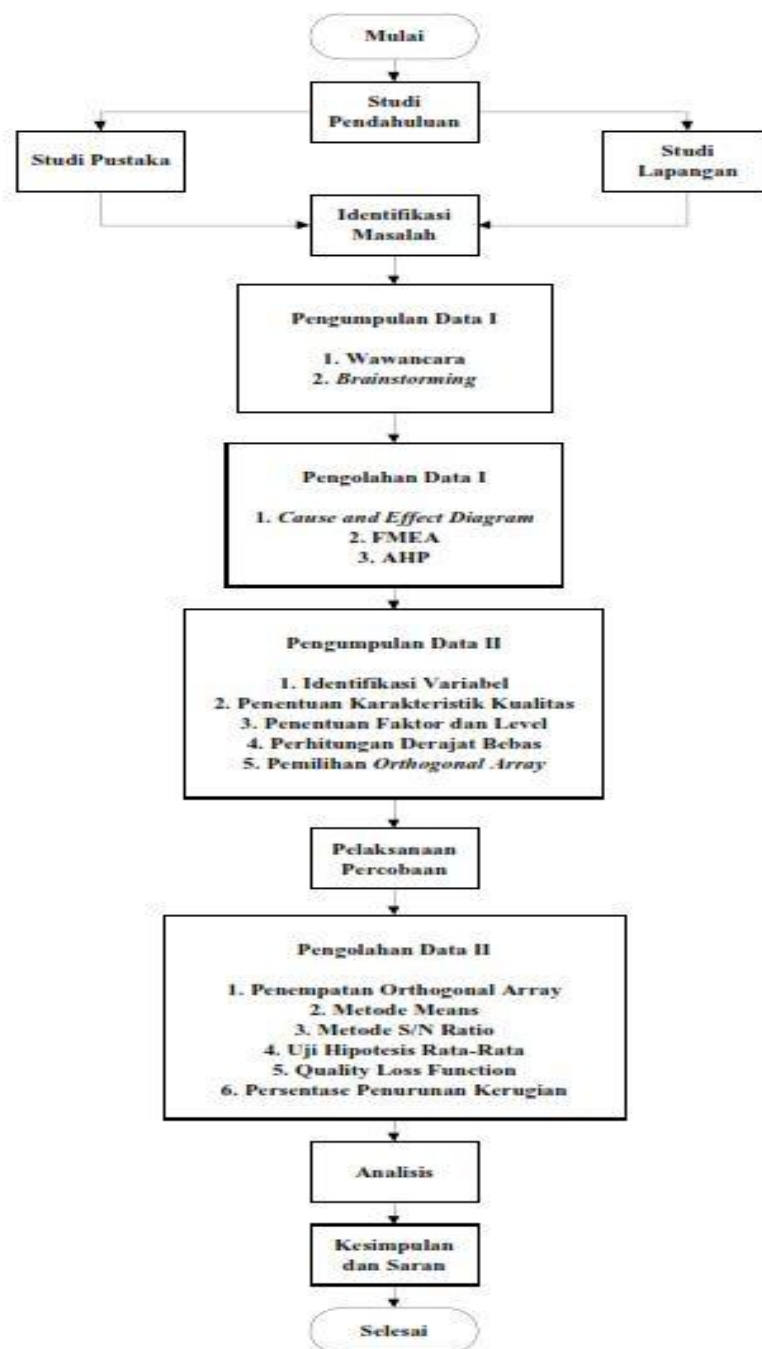 Mulai
Studi
Pendahuluan
Studi Pustaka
Studi
Lapangan
Identifikasi
Masalah
Pengumpulan Data I
1. Wawancara
2. Brainstorming
Pengolahan Data I
1. Cause and Effect Diagram
2. FMEA
3. AHP
Pengumpulan Data II
1. Identifikasi Variabel
2. Penentuan Karakteristik Kualitas
3. Penentuan Faktor dan Level
4. Perhitungan Derajat Bebas
5. Pemilihan Orthogonal Array
Pelaksanaan
Percobaan
Pengolahan Data II
1. Penempatan Orthogonal Array
2. Metode Means
3. Metode S/N Ratio
4. Uji Hipotesis Rata-Rata
5. Quality Loss Function
6. Persentase Penurunan Kerugian
Analisis
Kesimpulan
dan Saran
Selesai